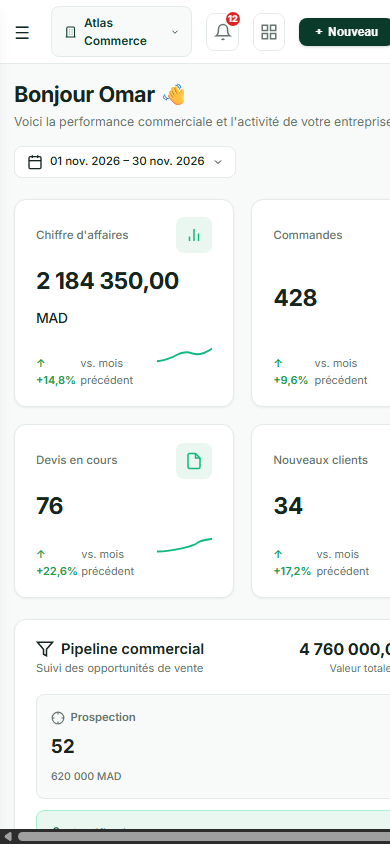 Atlas
Commerce
12
+ Nouveau
Bonjour Omar 👋
Voici la performance commerciale et l'activité de votre entreprise
01 nov. 2026 – 30 nov. 2026
Chiffre d'affaires
2 184 350,00
MAD
↑
+14,8%
vs. mois
précédent
Commandes
428
↑
+9,6%
vs. mois
précédent
Devis en cours
76
↑
+22,6%
vs. mois
précédent
Nouveaux clients
34
↑
+17,2%
vs. mois
précédent
Pipeline commercial
4 760 000,0
Suivi des opportunités de vente
Valeur totale
Prospection
52
620 000 MAD